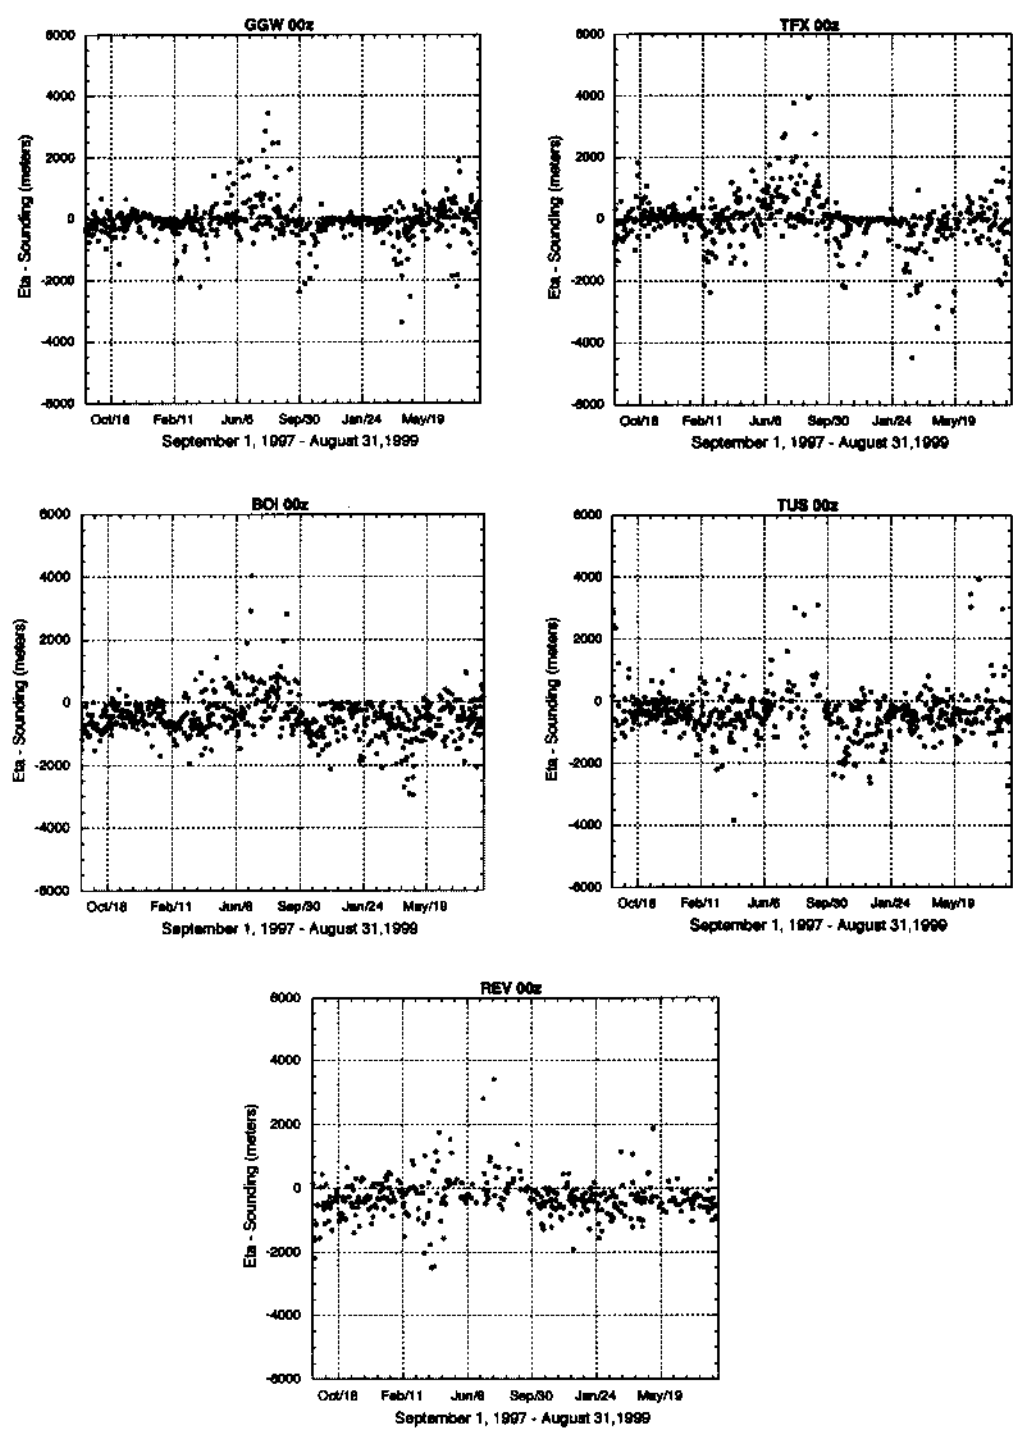 GGW 00z
6000
4000
2000
0
-2000
-4000
-6000
Eta - Sounding (meters)
Oct/18 Feb/11 Jun/6 Sep/30 Jan/24 May/19
September 1, 1997 - August 31,1999
TFX 00z
6000
4000
2000
0
-2000
-4000
-6000
Eta - Sounding (meters)
Oct/18 Feb/11 Jun/6 Sep/30 Jan/24 May/19
September 1, 1997 - August 31,1999
BOI 00z
6000
4000
2000
0
-2000
-4000
-6000
Eta - Sounding (meters)
Oct/18 Feb/11 Jun/6 Sep/30 Jan/24 May/19
September 1, 1997 - August 31,1999
TUS 00z
6000
4000
2000
0
-2000
-4000
-6000
Eta - Sounding (meters)
Oct/18 Feb/11 Jun/6 Sep/30 Jan/24 May/19
September 1, 1997 - August 31,1999
REV 00z
6000
4000
2000
0
-2000
-4000
-6000
Eta - Sounding (meters)
Oct/18 Feb/11 Jun/6 Sep/30 Jan/24 May/19
September 1, 1997 - August 31,1999